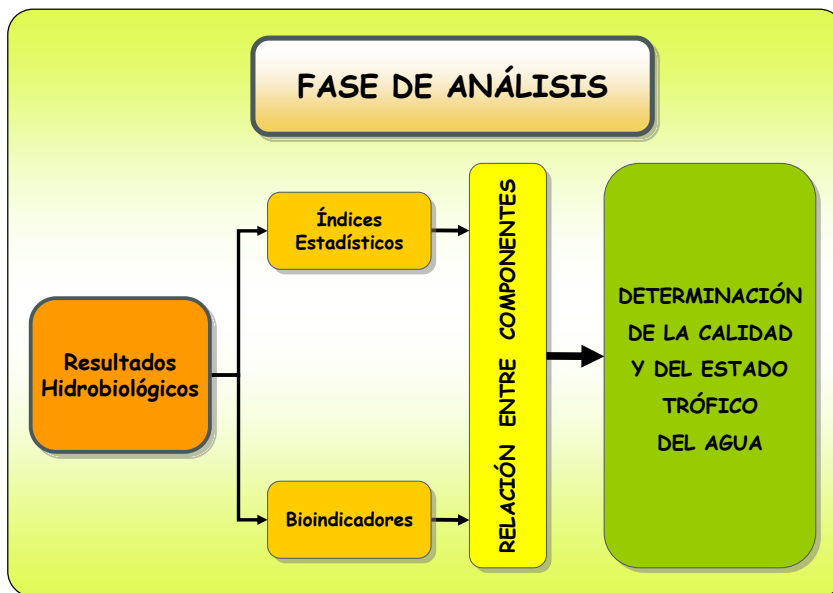 FASE DE ANÁLISIS
Resultados
Hidrobiológicos
Índices
Estadísticos
Bioindicadores
RELACIÓN ENTRE COMPONENTES
DETERMINACIÓN
DE LA CALIDAD
Y DEL ESTADO
TRÓFICO
DEL AGUA